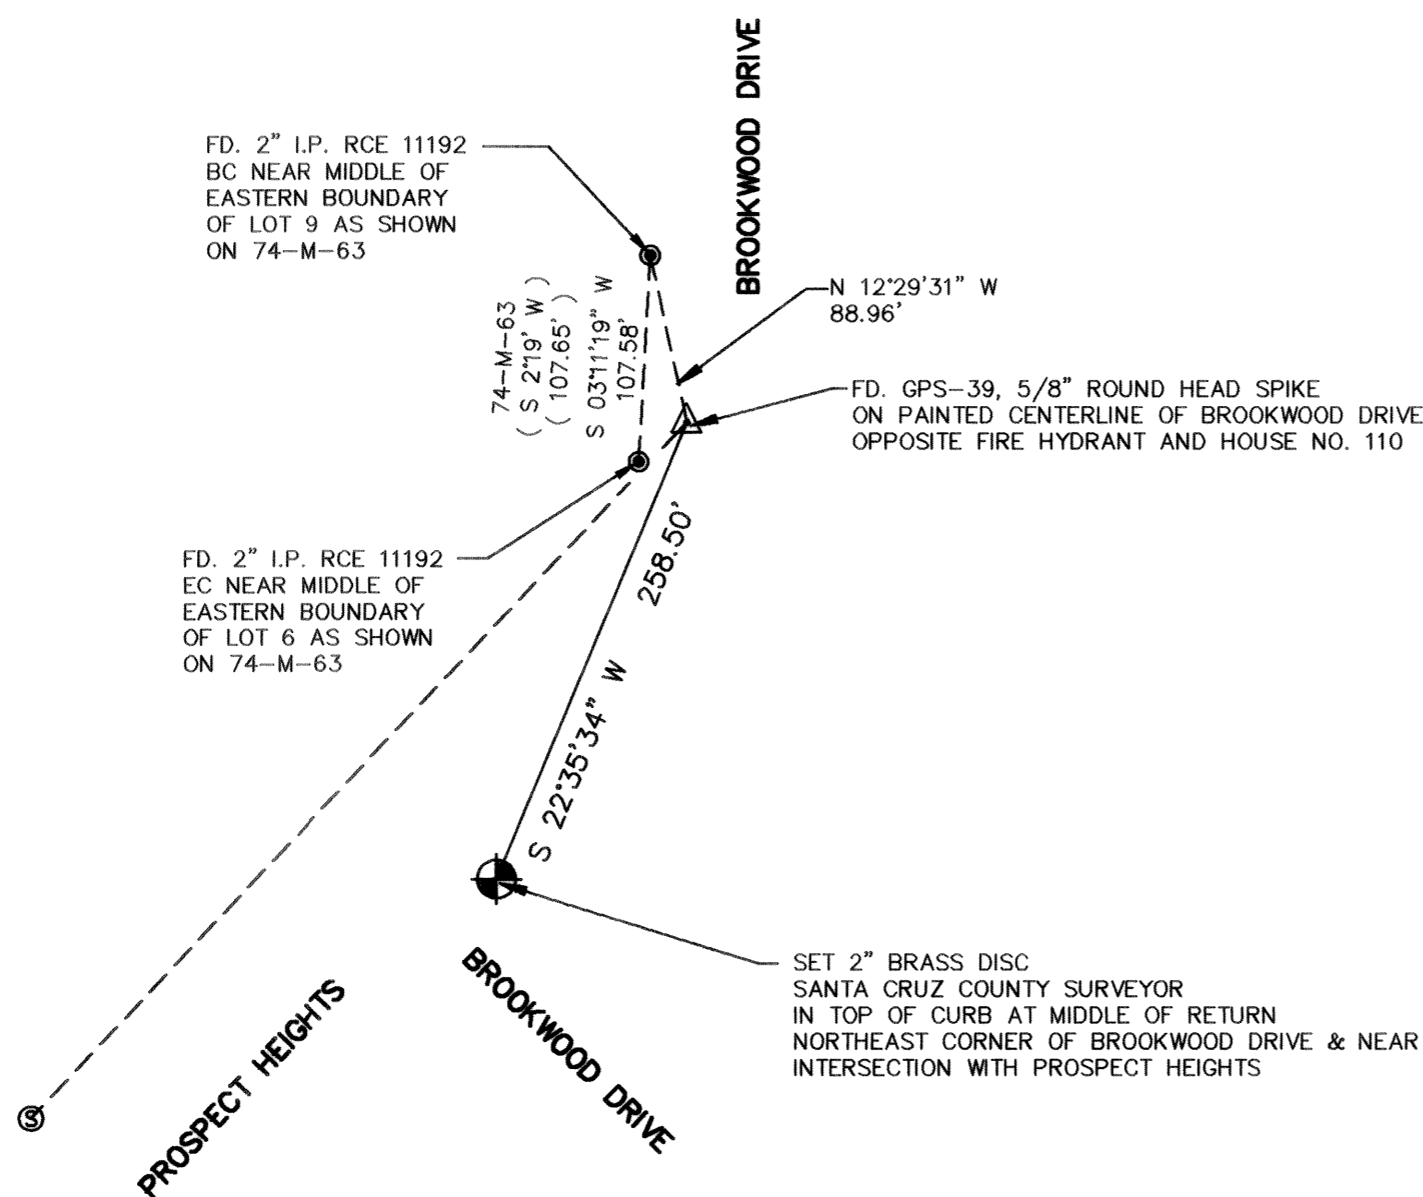 BROOKWOOD DRIVE
FD. 2" I.P. RCE 11192
BC NEAR MIDDLE OF
EASTERN BOUNDARY
OF LOT 9 AS SHOWN
ON 74-M-63
74-M-63
( S 2°19' W )
( 107.65' )
S 03°11'19" W
107.58'
N 12°29'31" W
88.96'
FD. GPS-39, 5/8" ROUND HEAD SPIKE
ON PAINTED CENTERLINE OF BROOKWOOD DRIVE
OPPOSITE FIRE HYDRANT AND HOUSE NO. 110
FD. 2" I.P. RCE 11192
EC NEAR MIDDLE OF
EASTERN BOUNDARY
OF LOT 6 AS SHOWN
ON 74-M-63
S 22°35'34" W 258.50'
SET 2" BRASS DISC
SANTA CRUZ COUNTY SURVEYOR
IN TOP OF CURB AT MIDDLE OF RETURN
NORTHEAST CORNER OF BROOKWOOD DRIVE & NEAR
INTERSECTION WITH PROSPECT HEIGHTS
BROOKWOOD DRIVE
PROSPECT HEIGHTS
S